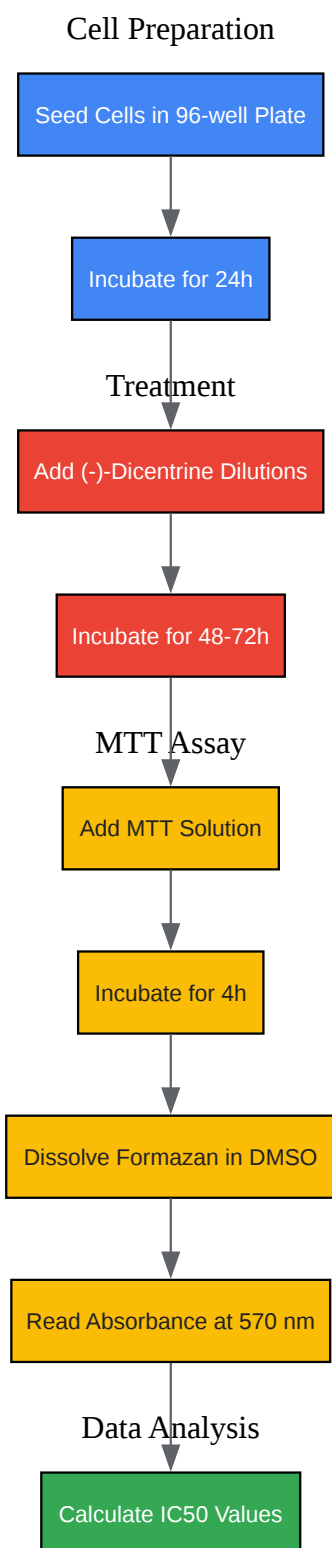 Cell Preparation
Seed Cells in 96-well Plate
Incubate for 24h
Treatment
Add (-)-Dicentrine Dilutions
Incubate for 48-72h
MTT Assay
Add MTT Solution
Incubate for 4h
Dissolve Formazan in DMSO
Read Absorbance at 570 nm
Data Analysis
Calculate IC50 Values